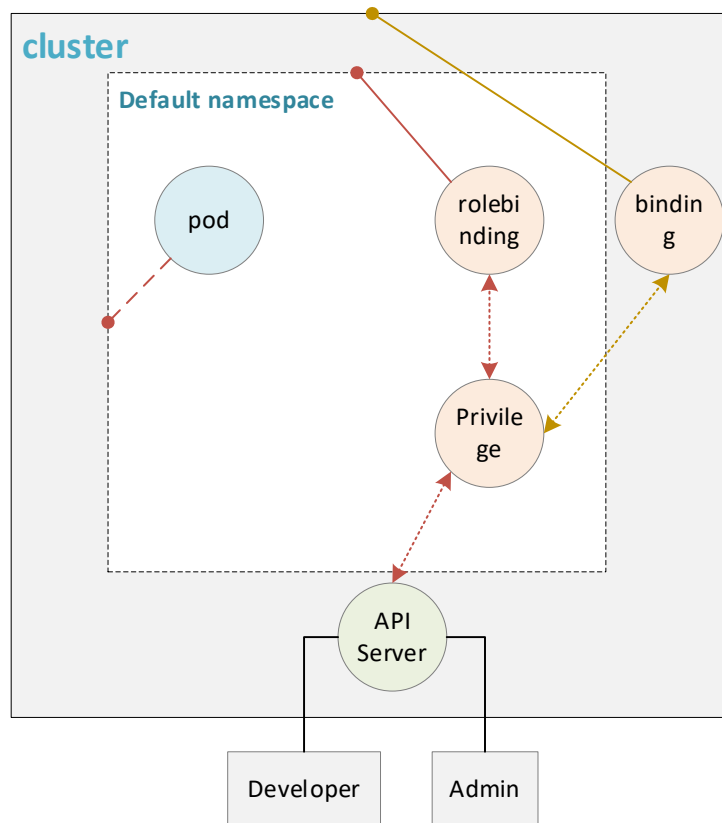 cluster
Default namespace
pod
rolebi
nding
bindin
g
Privile
ge
API
Server
Developer
Admin